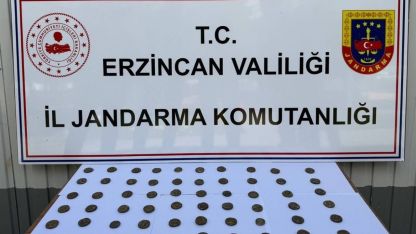 T.C.
ERZİNCAN VALİLİĞİ
İL JANDARMA KOMUTANLIĞI
JANDARMA